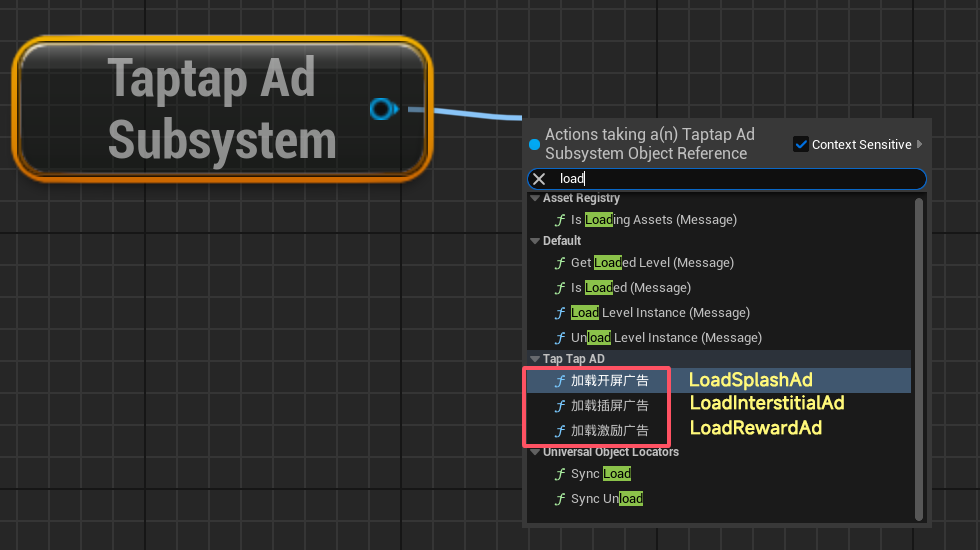 Taptap Ad
Subsystem
Actions taking a(n) Taptap Ad
Subsystem Object Reference
Context Sensitive
load
Asset Registry
Is Loading Assets (Message)
Default
Get Loaded Level (Message)
Is Loaded (Message)
Load Level Instance (Message)
Unload Level Instance (Message)
Tap Tap AD
加载开屏广告 LoadSplashAd
加载插屏广告 LoadInterstitialAd
加载激励广告 LoadRewardAd
Universal Object Locators
Sync Load
Sync Unload